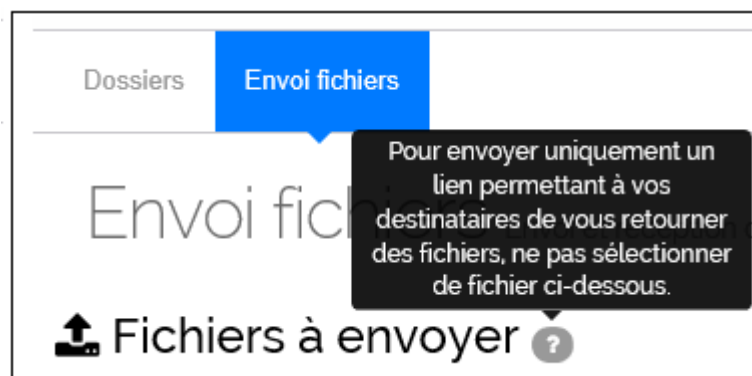 Dossiers
Envoi fichiers
Pour envoyer uniquement un
lien permettant à vos
destinataires de vous retourner
des fichiers, ne pas sélectionner
de fichier ci-dessous.
Envoi fichiers
Fichiers à envoyer ?